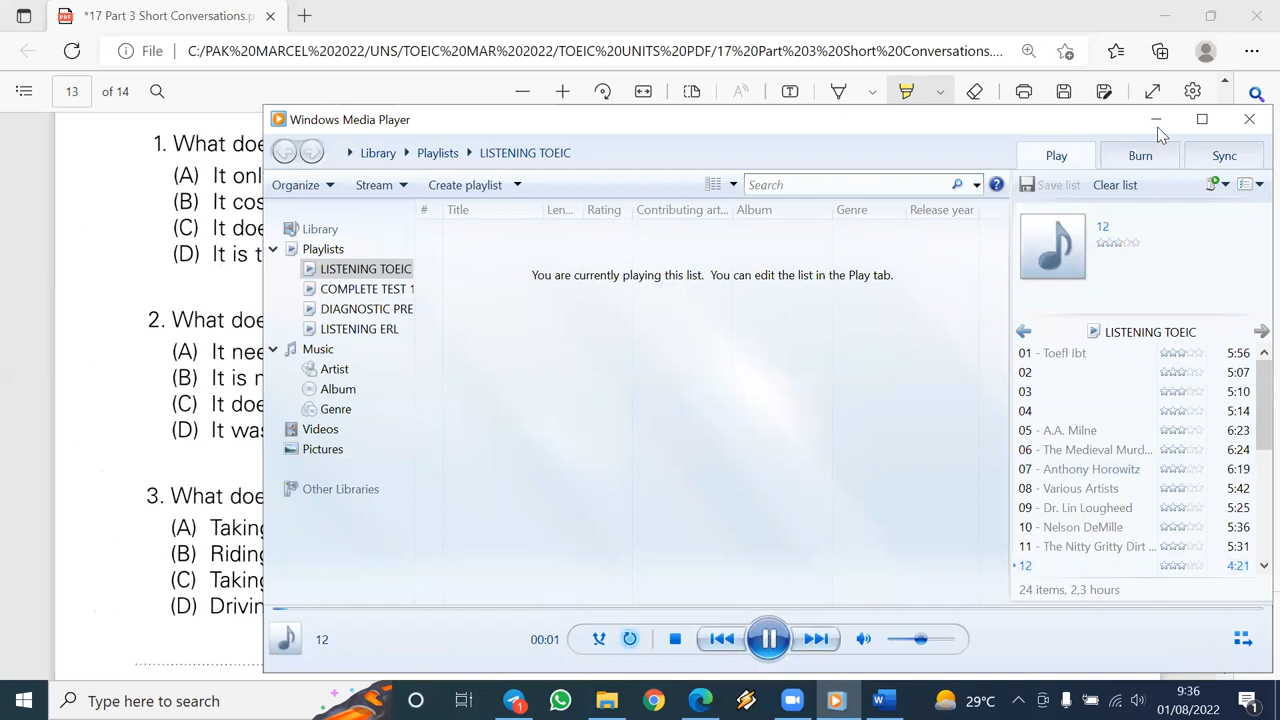 *17 Part 3 Short Conversations.p
File
C:/PAK%20MARCEL%202022/UNS/TOEIC%20MAR%202022/TOEIC%20UNITS%20PDF/17%20Part%203%20Short%20Conversations....
13 of 14
1. What doe
(A) It onl
(B) It cos
(C) It doe
(D) It is t
2. What doe
(A) It nee
(B) It is n
(C) It doe
(D) It wa
3. What doe
(A) Taking
(B) Riding
(C) Taking
(D) Drivin
Windows Media Player
Library Playlists LISTENING TOEIC
Play Burn Sync
Organize Stream Create playlist
Search
Save list Clear list
# Title Len... Rating Contributing art... Album Genre Release year
Library
Playlists
LISTENING TOEIC
COMPLETE TEST 1
DIAGNOSTIC PRE
LISTENING ERL
Music
Artist
Album
Genre
Videos
Pictures
Other Libraries
You are currently playing this list. You can edit the list in the Play tab.
12
LISTENING TOEIC
01 - Toefl Ibt 5:56
02 5:07
03 5:10
04 5:14
05 - A.A. Milne 6:23
06 - The Medieval Murd... 6:24
07 - Anthony Horowitz 6:19
08 - Various Artists 5:42
09 - Dr. Lin Lougheed 5:25
10 - Nelson DeMille 5:36
11 - The Nitty Gritty Dirt ... 5:31
12 4:21
24 items, 2,3 hours
12
00:01
Type here to search
29°C
9:36
01/08/2022